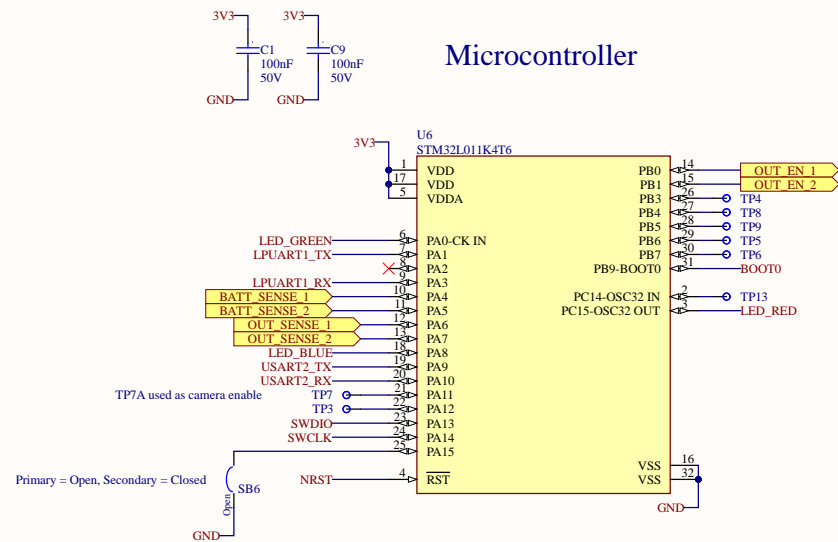 3V3
3V3
C1
100nF
50V
C9
100nF
50V
GND
GND
Microcontroller
3V3
U6
STM32L011K4T6
1 VDD
17 VDD
5 VDDA
LED_GREEN 6 PA0-CK IN
LPUART1_TX 7 PA1
8 PA2
LPUART1_RX 9 PA3
BATT_SENSE_1 10 PA4
BATT_SENSE_2 11 PA5
OUT_SENSE_1 12 PA6
OUT_SENSE_2 13 PA7
LED_BLUE 18 PA8
USART2_TX 19 PA9
USART2_RX 20 PA10
TP7A used as camera enable TP7 21 PA11
TP3 22 PA12
SWDIO 23 PA13
SWCLK 24 PA14
25 PA15
NRST 4 RST
PB0 14 OUT_EN_1
PB1 15 OUT_EN_2
PB3 26 TP4
PB4 27 TP8
PB5 28 TP9
PB6 29 TP5
PB7 30 TP6
PB9-BOOT0 31 BOOT0
PC14-OSC32 IN 2 TP13
PC15-OSC32 OUT 3 LED_RED
VSS 16
VSS 32
GND
Primary = Open, Secondary = Closed
SB6
Open
GND